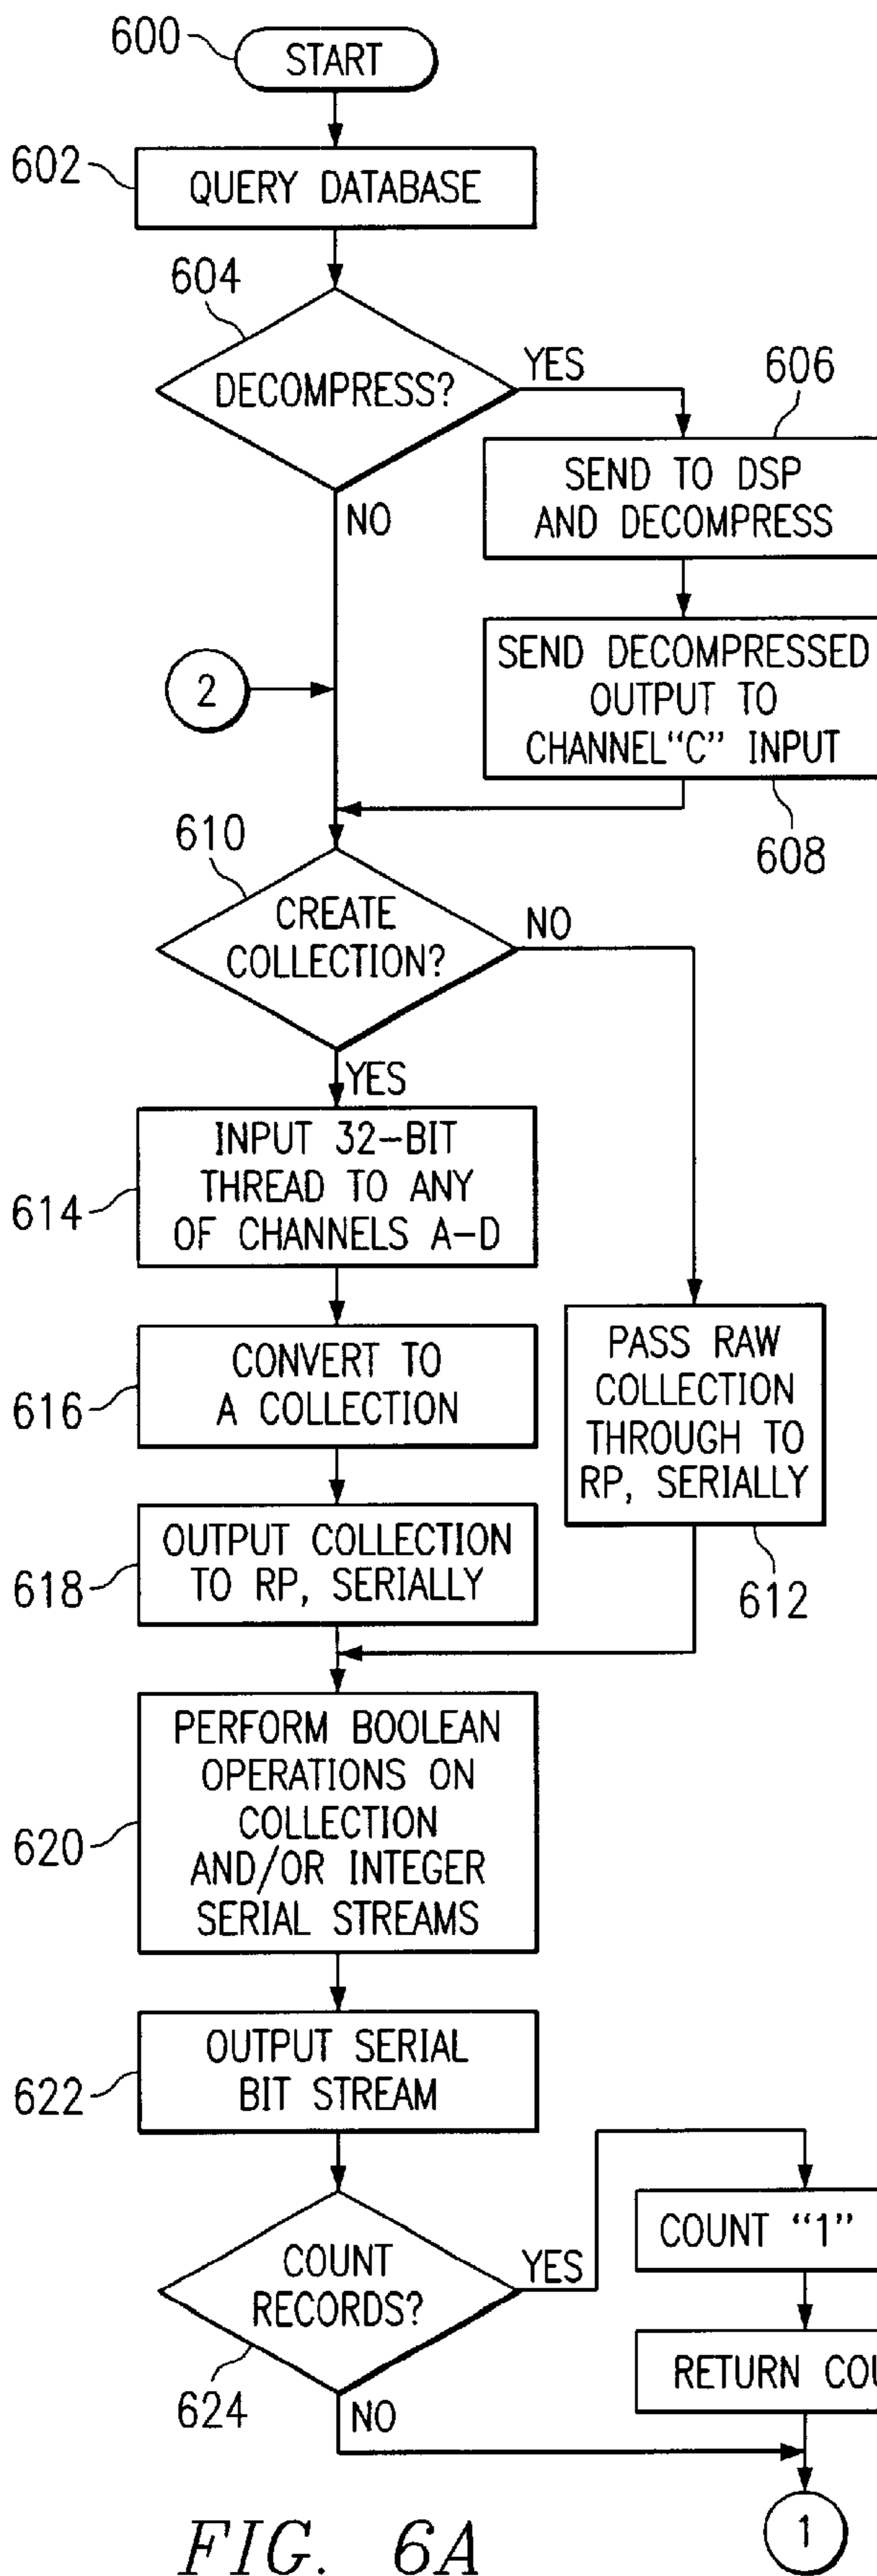 600
START
602
QUERY DATABASE
604
DECOMPRESS?
YES
NO
606
SEND TO DSP
AND DECOMPRESS
SEND DECOMPRESSED
OUTPUT TO
CHANNEL"C" INPUT
608
2
610
CREATE
COLLECTION?
NO
YES
614
INPUT 32-BIT
THREAD TO ANY
OF CHANNELS A-D
616
CONVERT TO
A COLLECTION
PASS RAW
COLLECTION
THROUGH TO
RP, SERIALLY
612
618
OUTPUT COLLECTION
TO RP, SERIALLY
620
PERFORM BOOLEAN
OPERATIONS ON
COLLECTION
AND/OR INTEGER
SERIAL STREAMS
622
OUTPUT SERIAL
BIT STREAM
COUNT
RECORDS?
624
YES
NO
COUNT "1"
RETURN COU
1
FIG. 6A